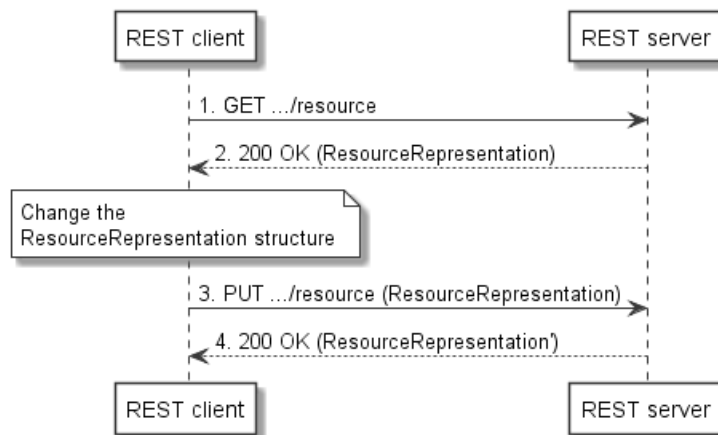 REST client
REST server
1. GET .../resource
2. 200 OK (ResourceRepresentation)
Change the
ResourceRepresentation structure
3. PUT .../resource (ResourceRepresentation)
4. 200 OK (ResourceRepresentation')
REST client
REST server